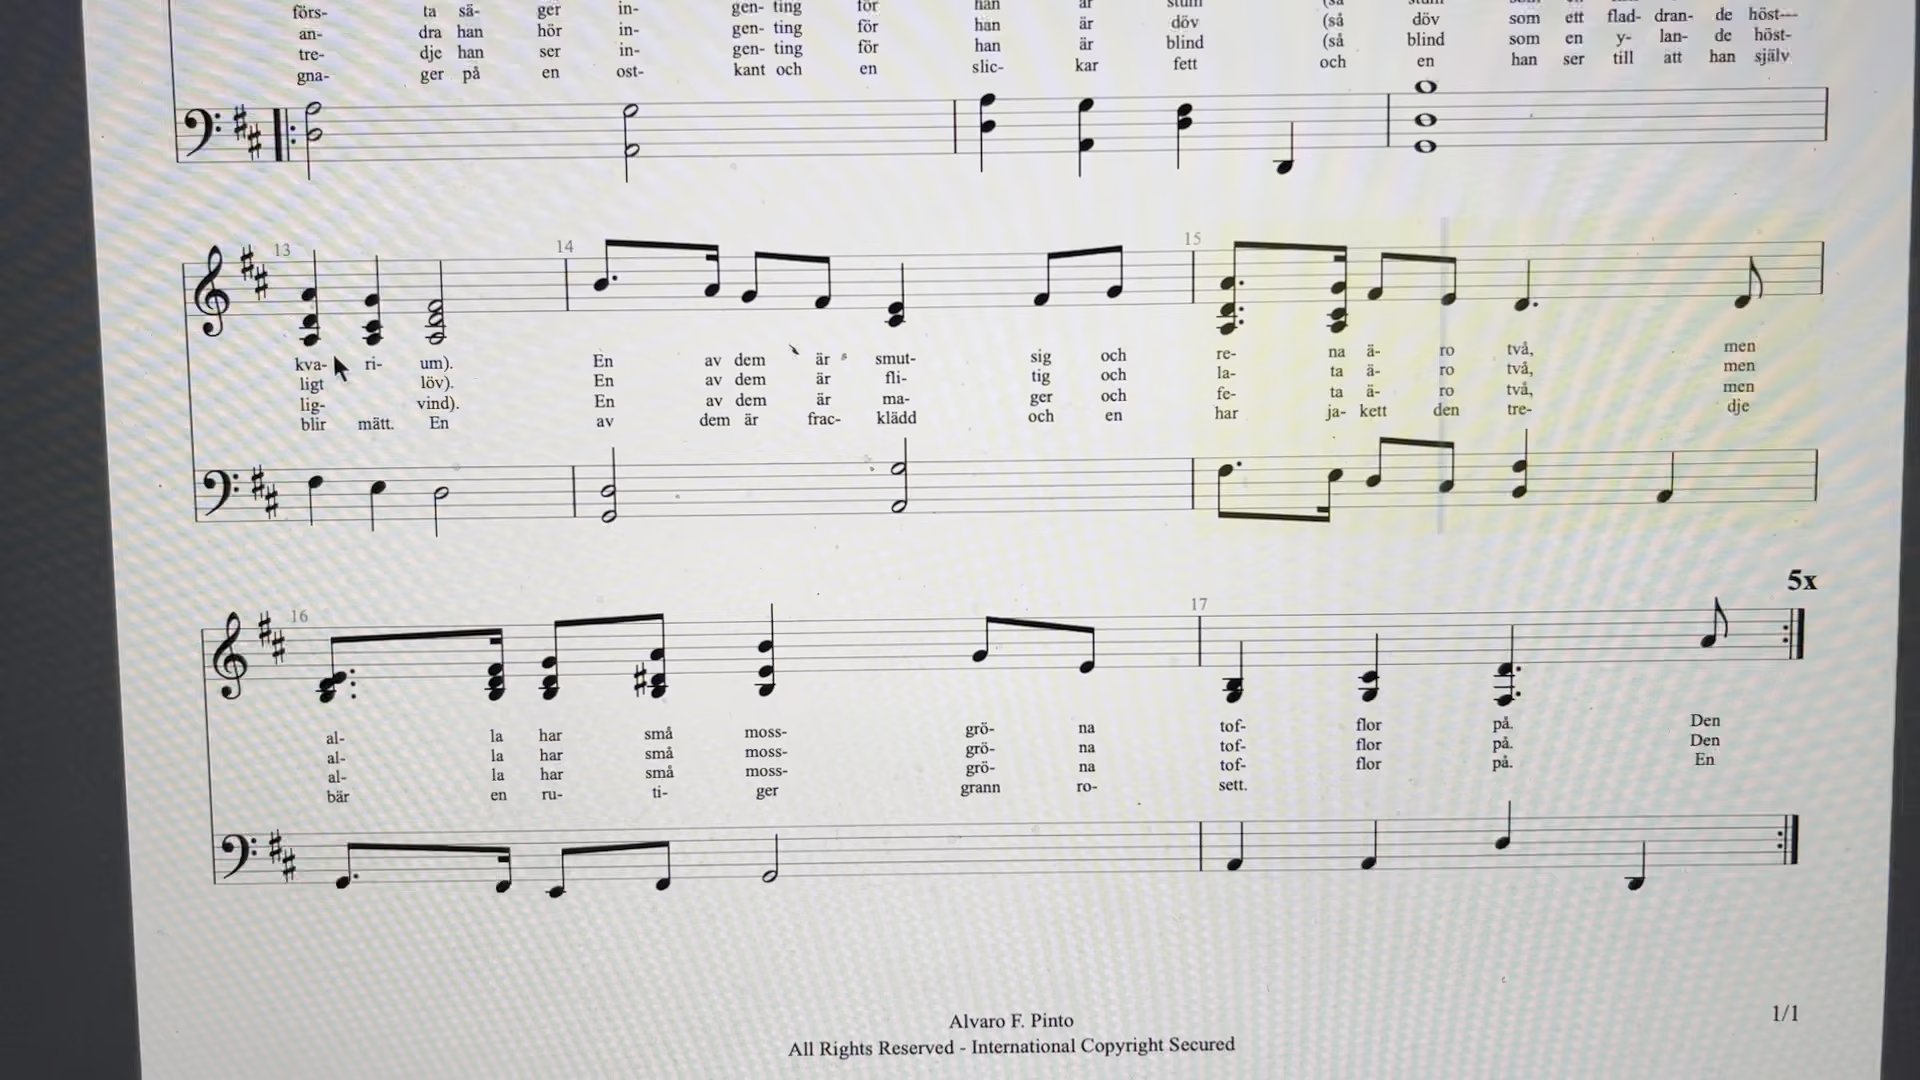 förs- ta sä- ger in- gen- ting för han är stum (så stum som ett flad- dran- de höst-
an- dra han hör in- gen- ting för han är döv (så döv som ett flad- dran- de höst-
tre- dje han ser in- gen- ting för han är blind (så blind som en y- lan- de höst-
gna- ger på en ost- kant och en slic- kar fett och en han ser till att han själv
13 14 15
kva- ri- um). En av dem är smut- sig och re- na ä- ro två, men
ligt löv). En av dem är fli- tig och la- ta ä- ro två, men
lig- vind). En av dem är ma- ger och fe- ta ä- ro två, men
blir mätt. En av dem är frac- klädd och en har ja- kett den tre- dje
5x
16 17
al- la har små moss- grö- na tof- flor på. Den
al- la har små moss- grö- na tof- flor på. Den
al- la har små moss- grö- na tof- flor på. En
bär en ru- ti- ger grann ro- sett.
Alvaro F. Pinto
1/1
All Rights Reserved - International Copyright Secured